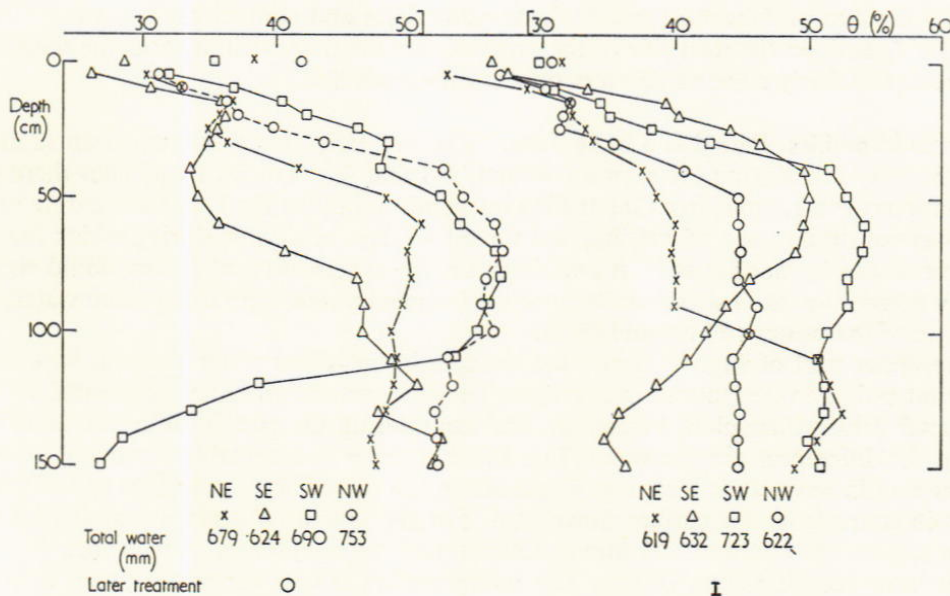 30 40 50 30 40 50 θ (%) 60
0
Depth
(cm)
50
100
150
NE SE SW NW NE SE SW NW
x △ □ ○ x △ □ ○
Total water 679 624 690 753 619 632 723 622
(mm)
Later treatment O I